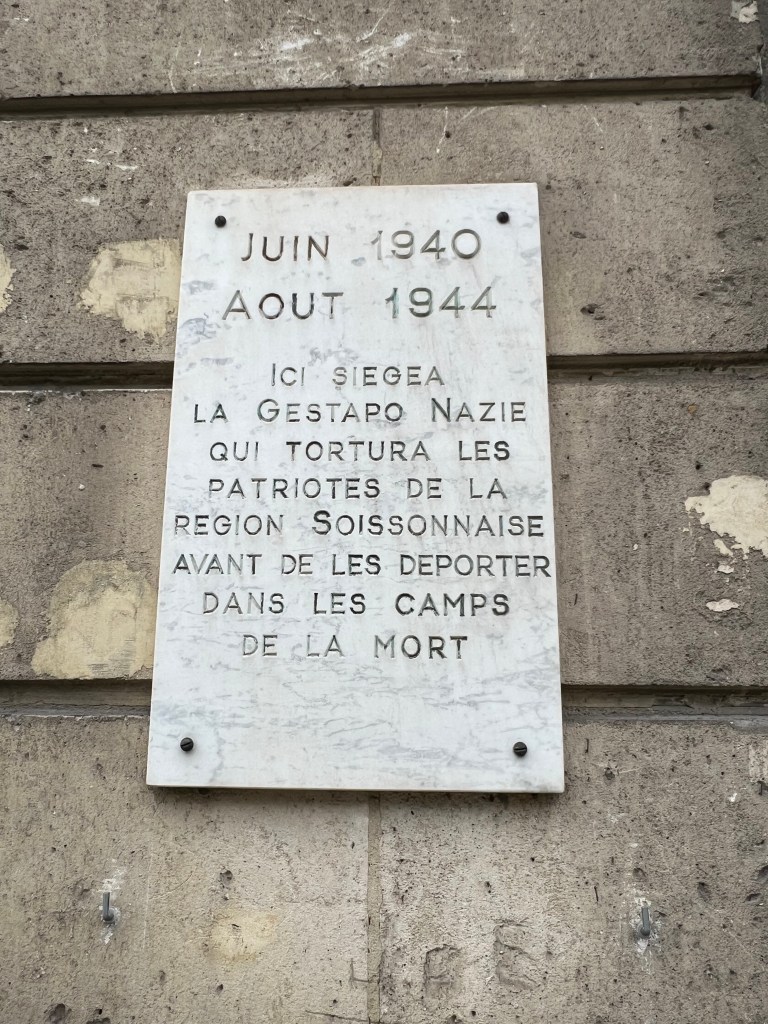 JUIN 1940
AOUT 1944
ICI SIEGEA
LA GESTAPO NAZIE
QUI TORTURA LES
PATRIOTES DE LA
REGION SOISSONNAISE
AVANT DE LES DEPORTER
DANS LES CAMPS
DE LA MORT